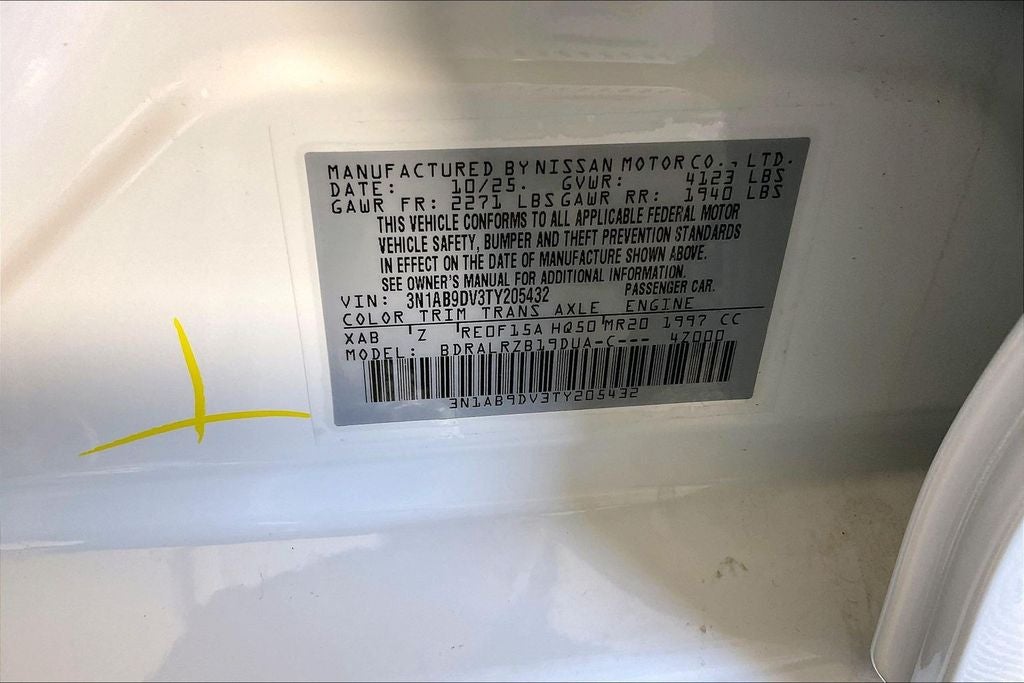 MANUFACTURED BY NISSAN MOTOR CO., LTD.
DATE: 10/25. GVWR: 4123 LBS
GAWR FR: 2271 LBS GAWR RR: 1940 LBS
THIS VEHICLE CONFORMS TO ALL APPLICABLE FEDERAL MOTOR
VEHICLE SAFETY, BUMPER AND THEFT PREVENTION STANDARDS
IN EFFECT ON THE DATE OF MANUFACTURE SHOWN ABOVE.
SEE OWNER'S MANUAL FOR ADDITIONAL INFORMATION.
PASSENGER CAR.
VIN: 3N1AB9DV3TY205432
COLOR TRIM TRANS AXLE ENGINE
XAB Z RE0F15A HQ50 MR20 1997 CC
MODEL: BDRALRZB19DUA-C--- 4Z000
3N1AB9DV3TY205432